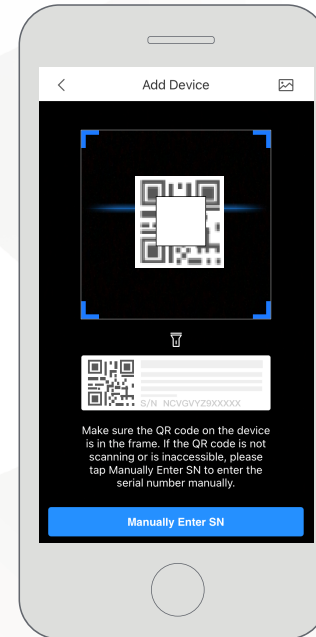 Add Device
S/N NCVGVYZ9XXXXX
Make sure the QR code on the device
is in the frame. If the QR code is not
scanning or is inaccessible, please
tap Manually Enter SN to enter the
serial number manually.
Manually Enter SN